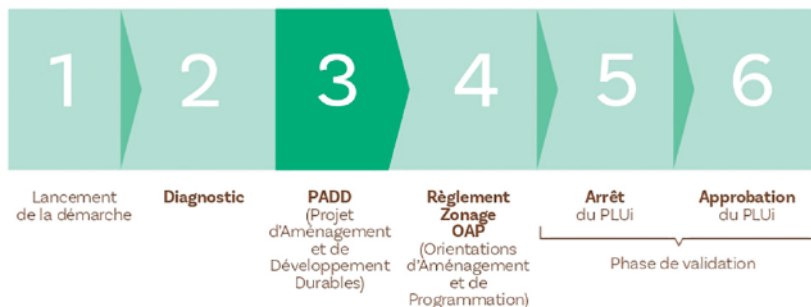 1
2
3
4
5
6
Lancement
de la démarche
Diagnostic
PADD
(Projet
d'Aménagement
et de
Développement
Durables)
Règlement
Zonage
OAP
(Orientations
d'Aménagement
et de
Programmation)
Arrêt
du PLUi
Approbation
du PLUi
Phase de validation